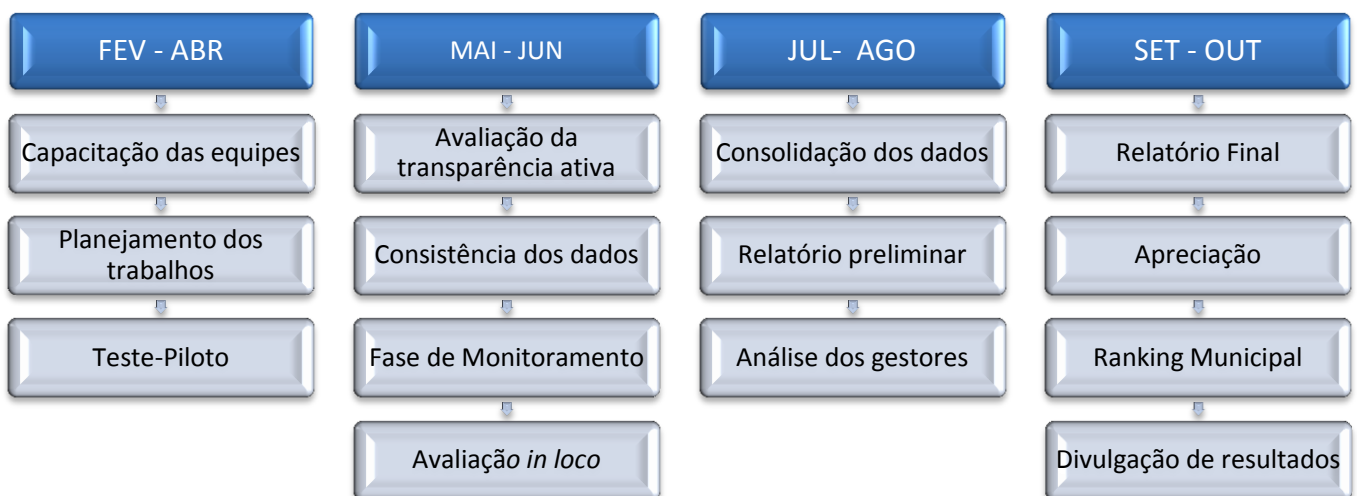 FEV - ABR
Capacitação das equipes
Planejamento dos
trabalhos
Teste-Piloto
MAI - JUN
Avaliação da
transparência ativa
Consistência dos dados
Fase de Monitoramento
Avaliação in loco
JUL- AGO
Consolidação dos dados
Relatório preliminar
Análise dos gestores
SET - OUT
Relatório Final
Apreciação
Ranking Municipal
Divulgação de resultados